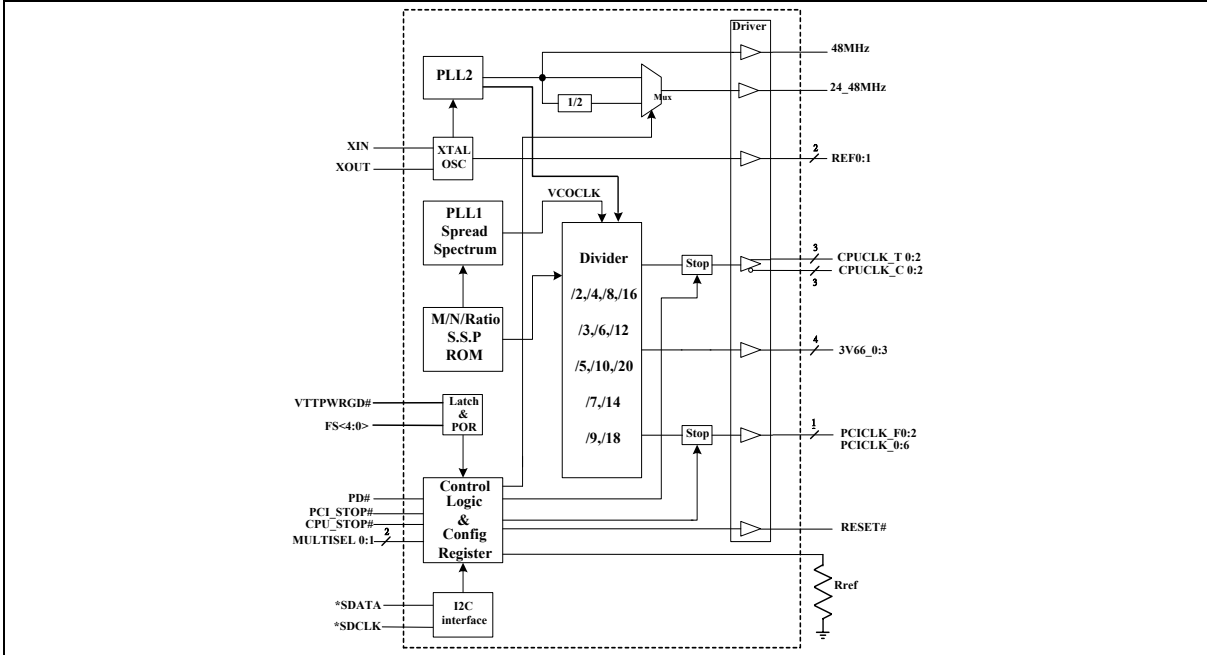 Driver
48MHz
PLL2
24_48MHz
Mux
1/2
XIN
XTAL
OSC
2
REF0:1
XOUT
VCOCLK
PLL1
Spread
Spectrum
Divider
/2,/4,/8,/16
/3,/6,/12
/5,/10,/20
/7,/14
/9,/18
Stop
3
CPUCLK_T 0:2
CPUCLK_C 0:2
3
M/N/Ratio
S.S.P
ROM
4
3V66_0:3
VTTPWRGD#
FS<4:0>
Latch
&
POR
Stop
1
PCICLK_F0:2
PCICLK_0:6
PD#
PCI_STOP#
CPU_STOP#
2
MULTISEL 0:1
Control
Logic
&
Config
Register
RESET#
Rref
*SDATA
*SDCLK
I2C
interface